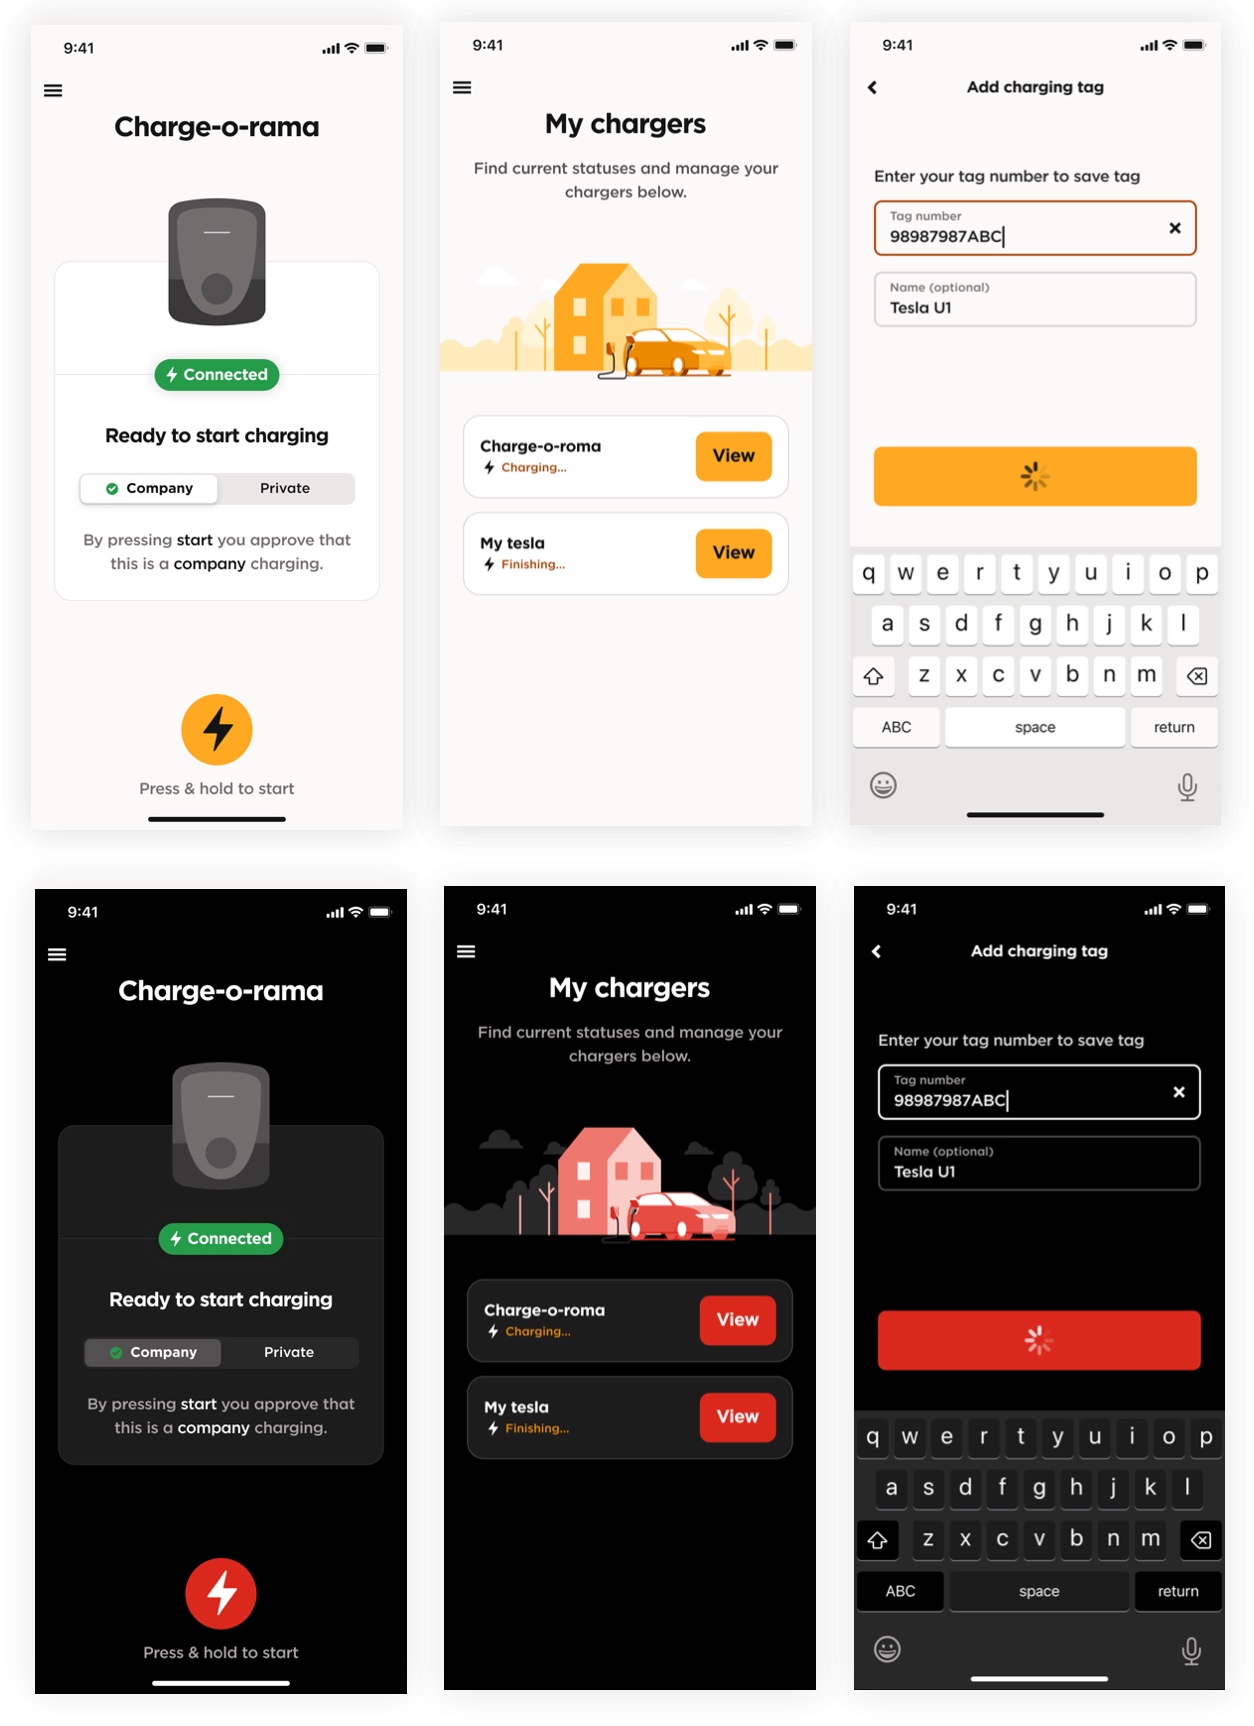 9:41
Charge-o-rama
Connected
Ready to start charging
Company
Private
By pressing start you approve that
this is a company charging.
Press & hold to start
9:41
My chargers
Find current statuses and manage your
chargers below.
Charge-o-roma
Charging...
View
My tesla
Finishing...
View
9:41
Add charging tag
Enter your tag number to save tag
Tag number
98987987ABC
Name (optional)
Tesla U1
q w e r t y u i o p
a s d f g h j k l
z x c v b n m
ABC space return
9:41
Charge-o-rama
Connected
Ready to start charging
Company
Private
By pressing start you approve that
this is a company charging.
Press & hold to start
9:41
My chargers
Find current statuses and manage your
chargers below.
Charge-o-roma
Charging...
View
My tesla
Finishing...
View
9:41
Add charging tag
Enter your tag number to save tag
Tag number
98987987ABC
Name (optional)
Tesla U1
q w e r t y u i o p
a s d f g h j k l
z x c v b n m
ABC space return